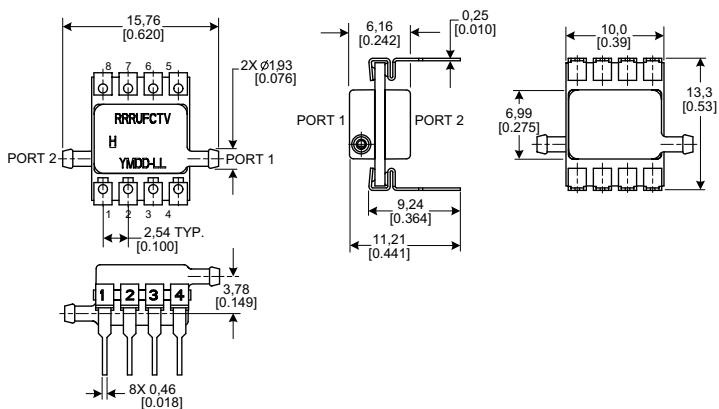 15,76
[0.620]
8 7 6 5
2X Ø1,93
[0.076]
RRRUFCTV
H
YMDD-LL
PORT 2
PORT 1
1 2 3 4
2,54 TYP.
[0.100]
6,16
[0.242]
0,25
[0.010]
PORT 1
PORT 2
9,24
[0.364]
11,21
[0.441]
10,0
[0.39]
6,99
[0.275]
13,3
[0.53]
1 2 3 4
3,78
[0.149]
8X 0,46
[0.018]